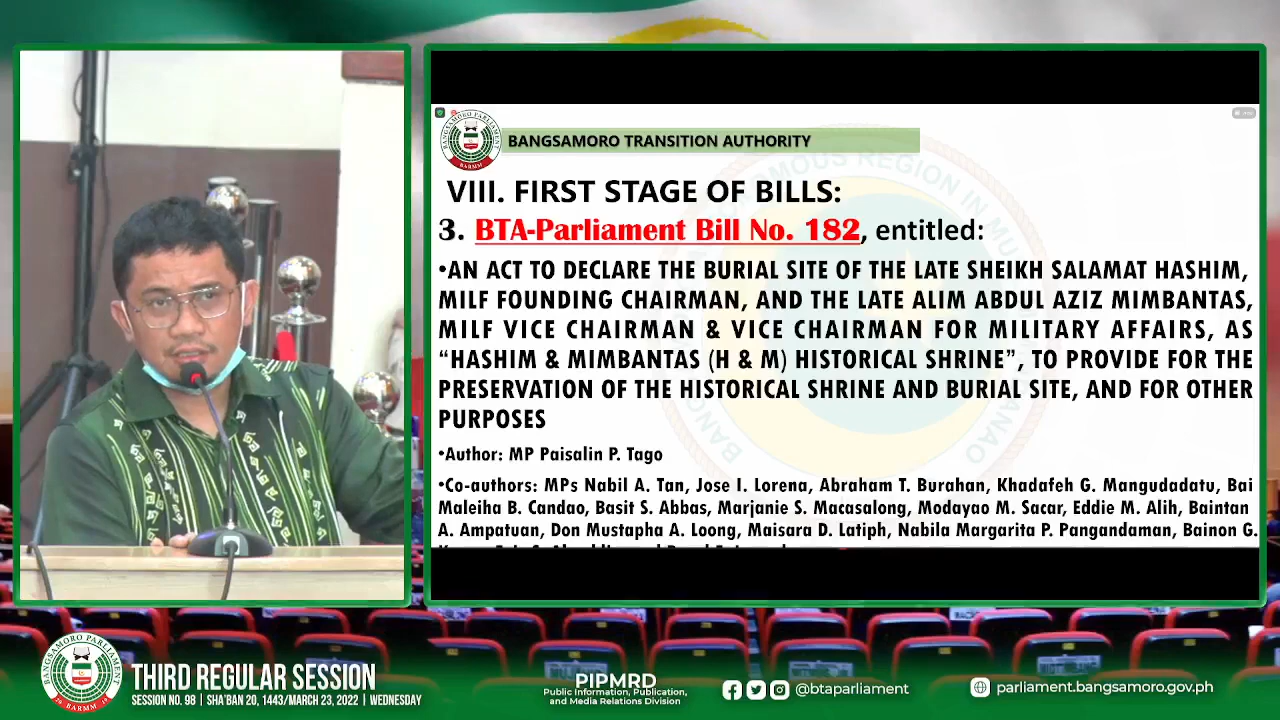 BANGSAMORO TRANSITION AUTHORITY
VIII. FIRST STAGE OF BILLS:
3. BTA-Parliament Bill No. 182, entitled:
•AN ACT TO DECLARE THE BURIAL SITE OF THE LATE SHEIKH SALAMAT HASHIM,
MILF FOUNDING CHAIRMAN, AND THE LATE ALIM ABDUL AZIZ MIMBANTAS,
MILF VICE CHAIRMAN & VICE CHAIRMAN FOR MILITARY AFFAIRS, AS
“HASHIM & MIMBANTAS (H & M) HISTORICAL SHRINE”, TO PROVIDE FOR THE
PRESERVATION OF THE HISTORICAL SHRINE AND BURIAL SITE, AND FOR OTHER
PURPOSES
•Author: MP Paisalin P. Tago
•Co-authors: MPs Nabil A. Tan, Jose I. Lorena, Abraham T. Burahan, Khadafeh G. Mangudadatu, Bai
Maleiha B. Candao, Basit S. Abbas, Marjanie S. Macasalong, Modayao M. Sacar, Eddie M. Alih, Baintan
A. Ampatuan, Don Mustapha A. Loong, Maisara D. Latiph, Nabila Margarita P. Pangandaman, Bainon G.
BANGSAMORO PARLIAMENT
BARMM
THIRD REGULAR SESSION
SESSION NO. 98 | SHA'BAN 20, 1443/MARCH 23, 2022 | WEDNESDAY
PIPMRD
Public Information, Publication,
and Media Relations Division
@btaparliament
parliament.bangsamoro.gov.ph